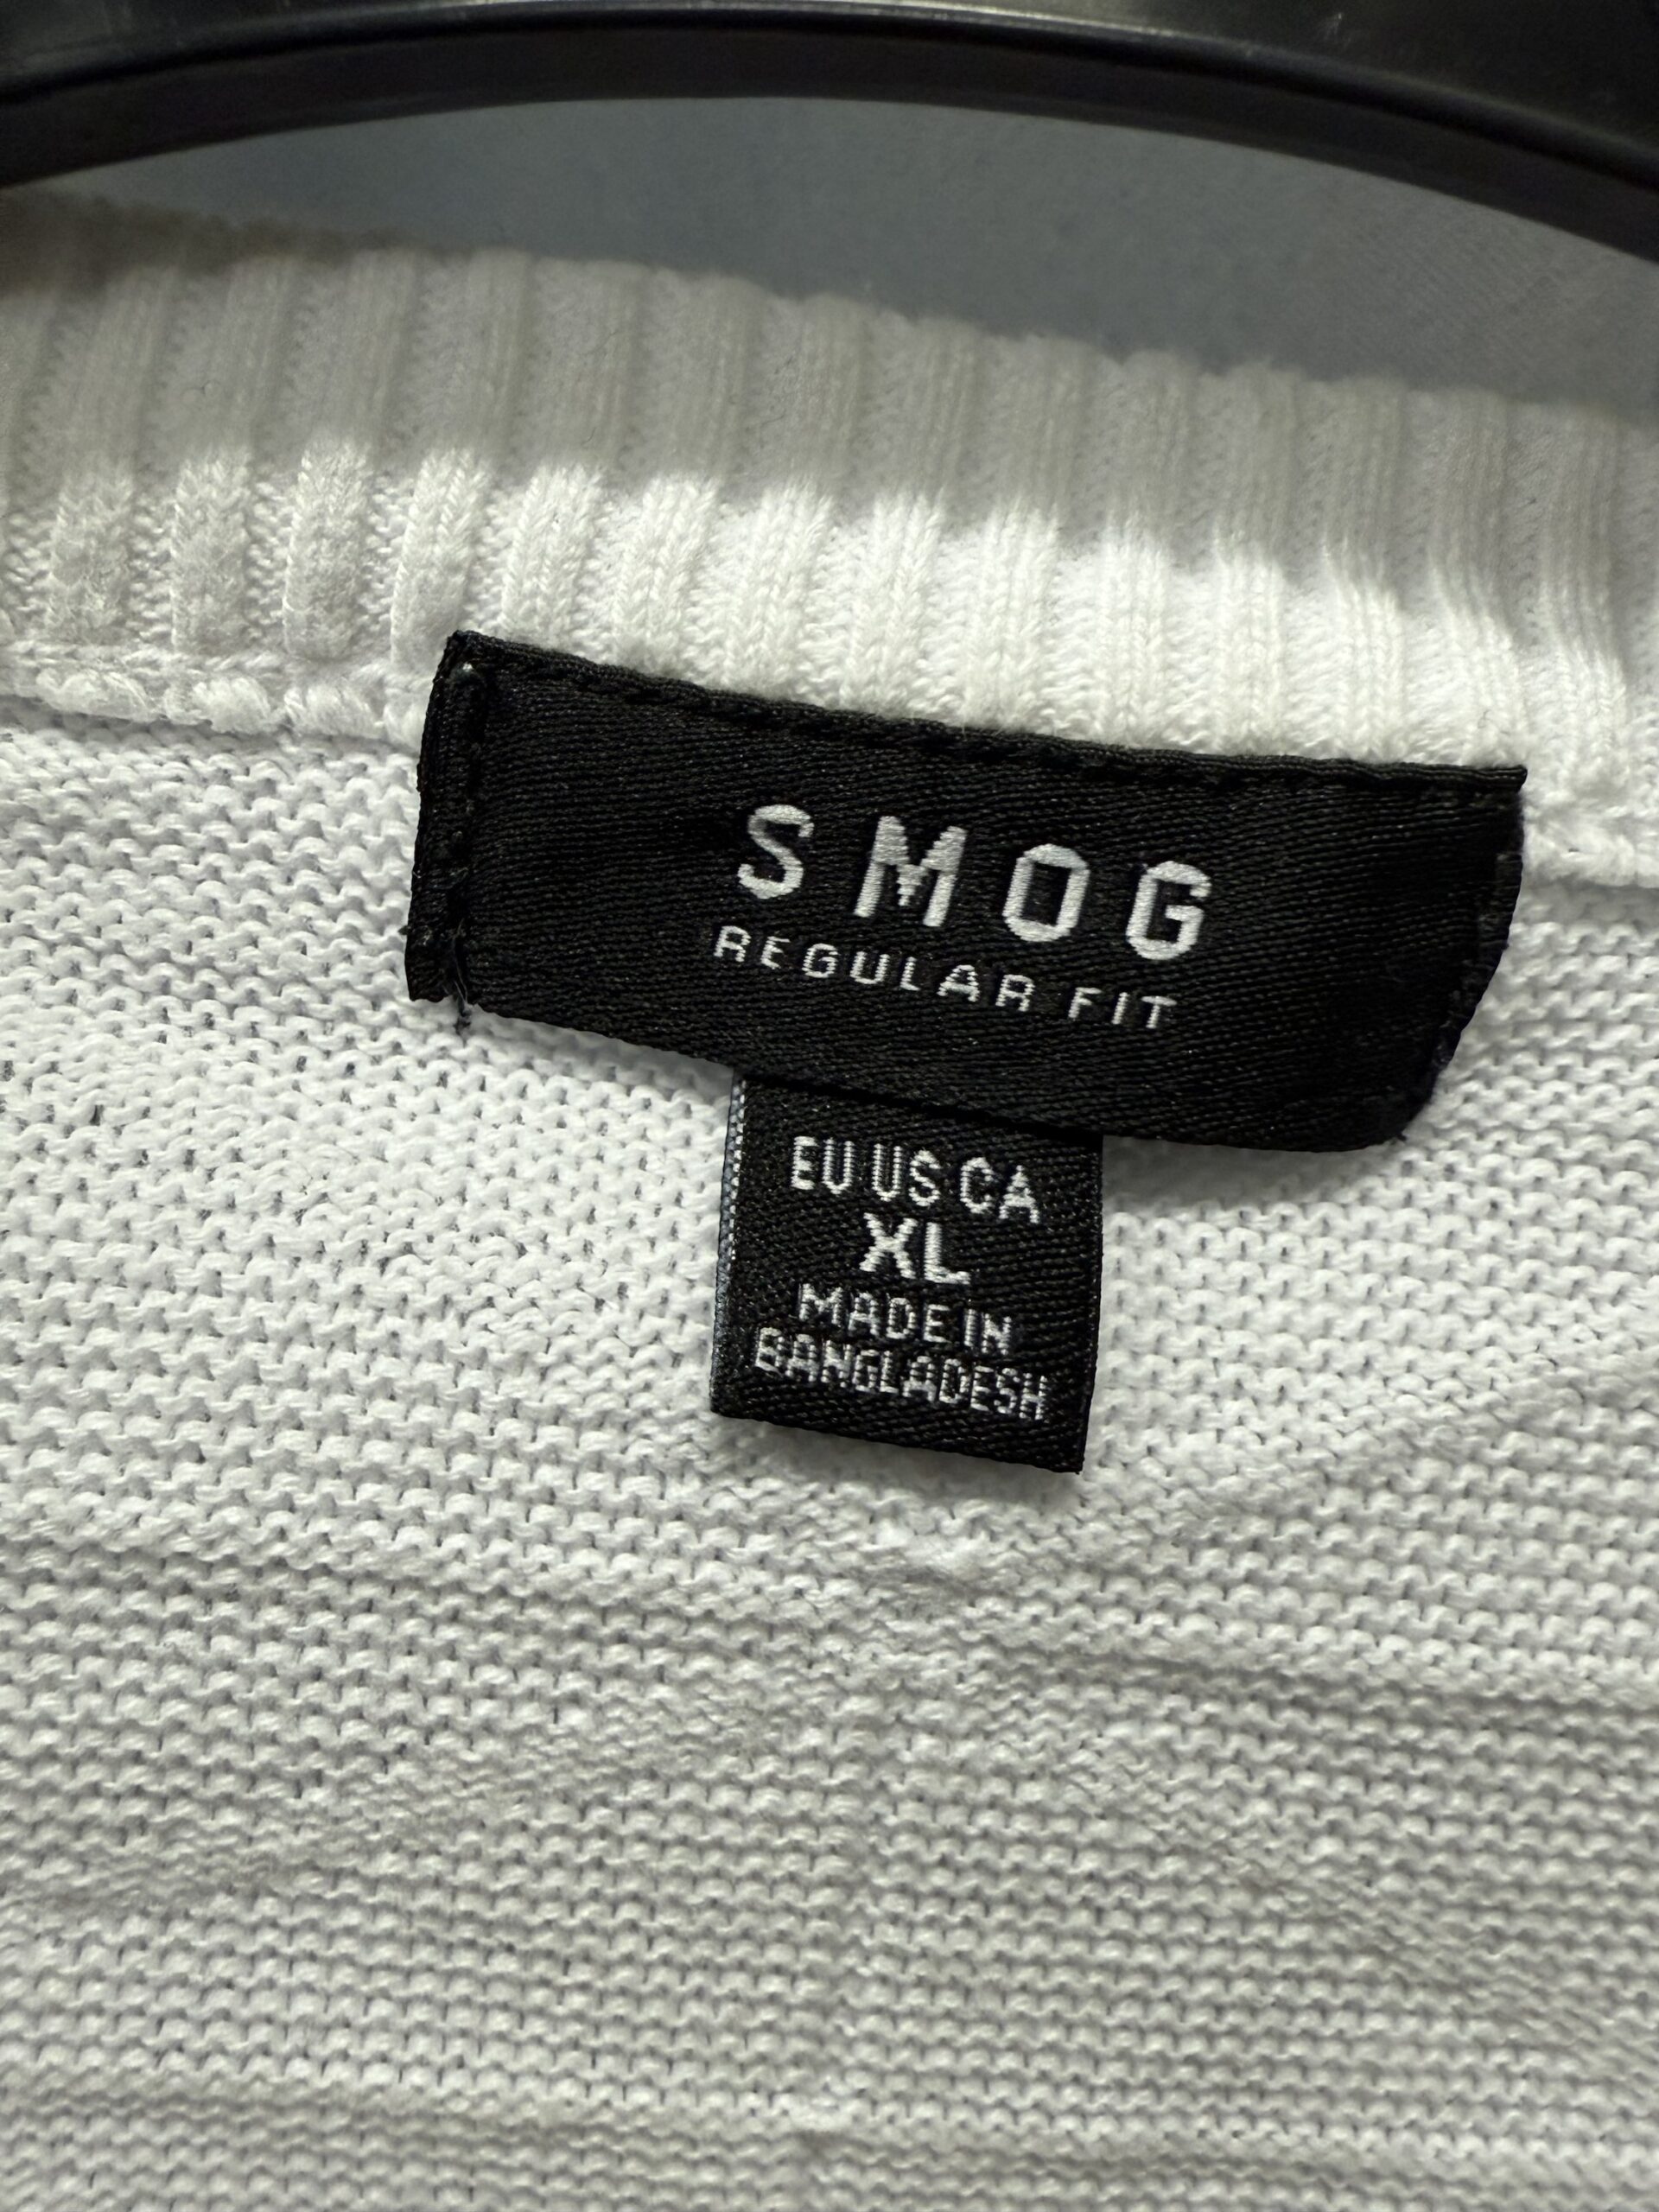 SMOG
REGULAR FIT
EU US CA
XL
MADE IN
BANGLADESH